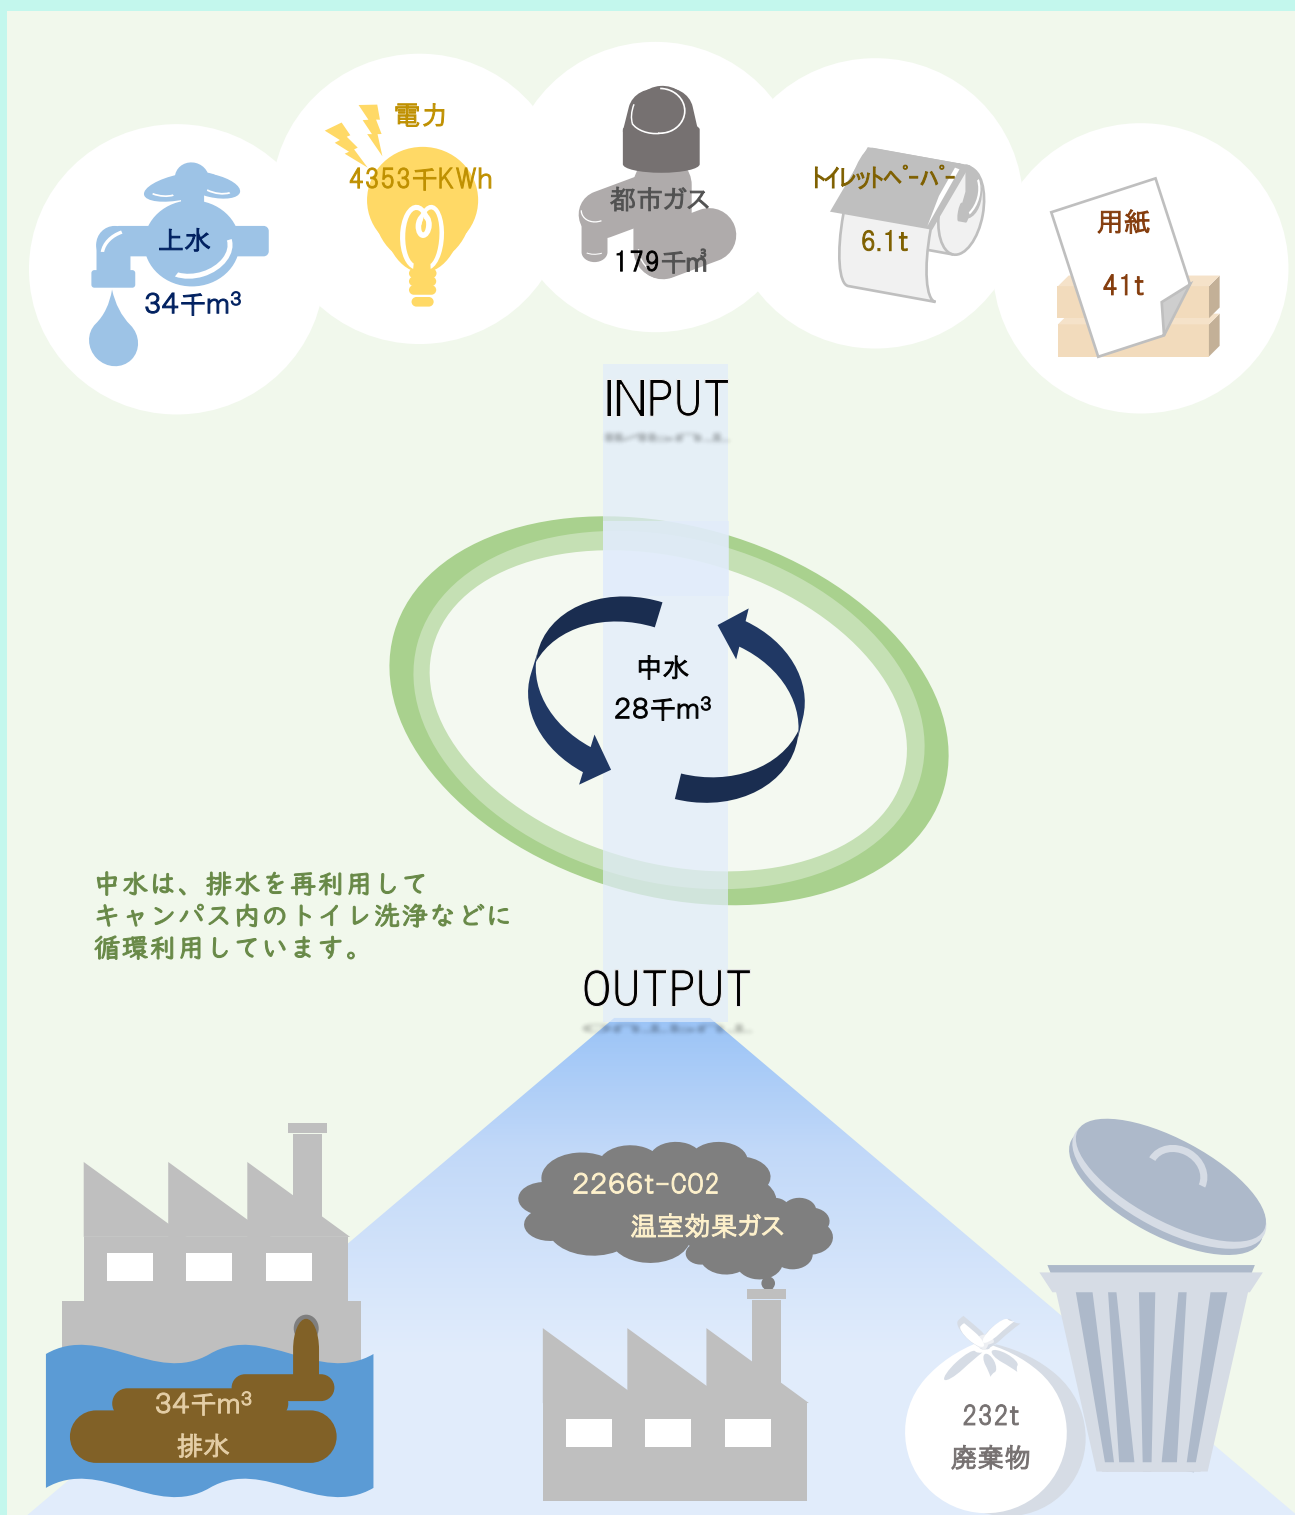 電力
4353千KWh
上水
34千m³
都市ガス
179千㎥
トイレットペーパー
6.1t
用紙
41t
INPUT
中水
28千m³
中水は、排水を再利用して
キャンパス内のトイレ洗浄などに
循環利用しています。
OUTPUT
34千m³
排水
2266t-CO2
温室効果ガス
232t
廃棄物